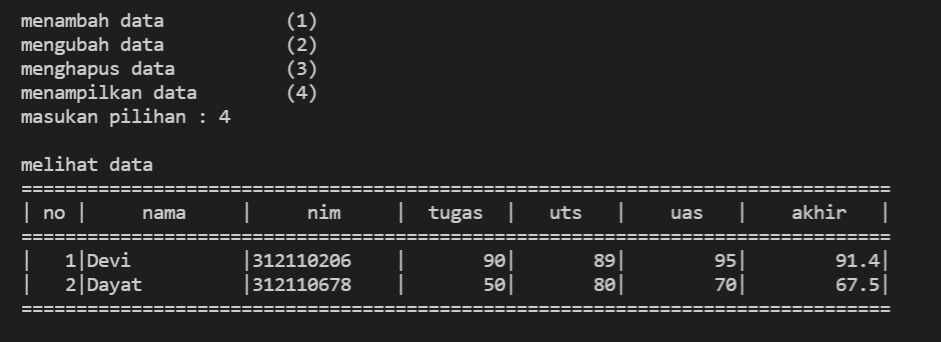 menambah data           (1)
mengubah data           (2)
menghapus data          (3)
menampilkan data        (4)
masukan pilihan : 4
melihat data
===============================================================================
| no |     nama     |     nim     |  tugas  |   uts   |    uas   |    akhir   |
===============================================================================
|   1|Devi          |312110206    |       90|       89|        95|        91.4|
|   2|Dayat         |312110678    |       50|       80|        70|        67.5|
===============================================================================